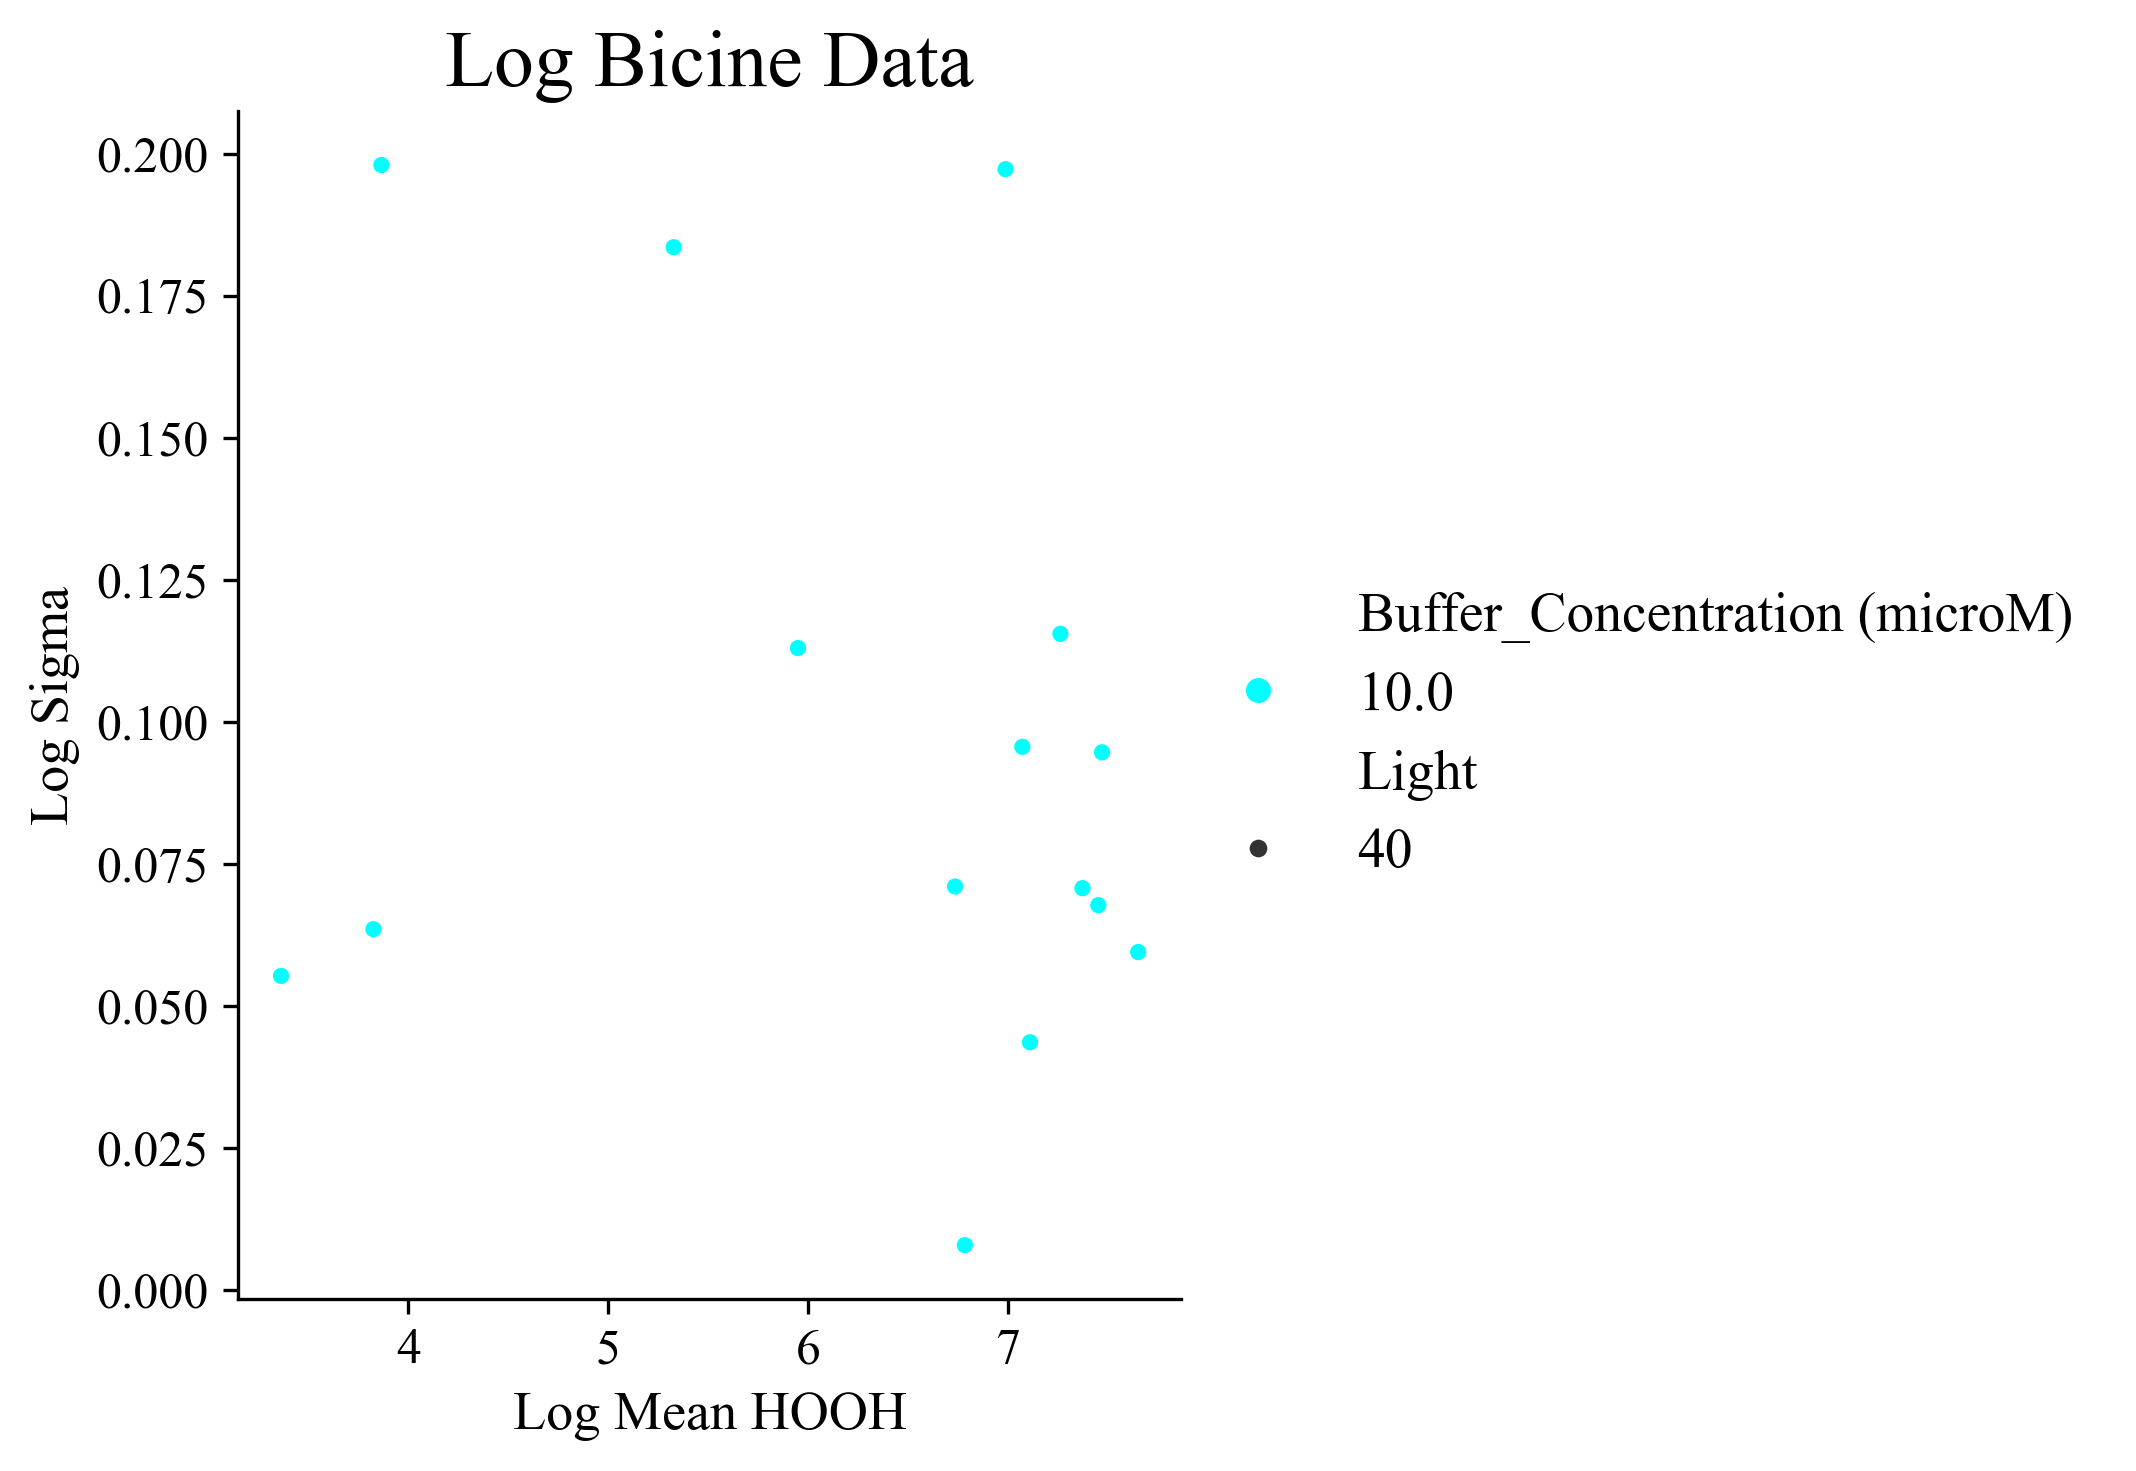 Log Bicine Data
0.200
0.175
0.150
0.125
0.100
0.075
0.050
0.025
0.000
Log Sigma
4 5 6 7
Log Mean HOOH
Buffer_Concentration (microM)
10.0
Light
40